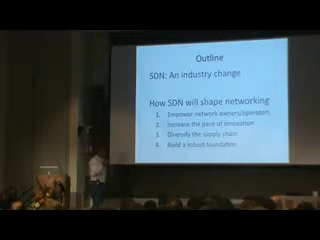 Outline
SDN: An industry change
How SDN will shape networking
1. Empower network owners/operators
2. Increase the pace of innovation
3. Diversify the supply chain
4. Build a robust foundation